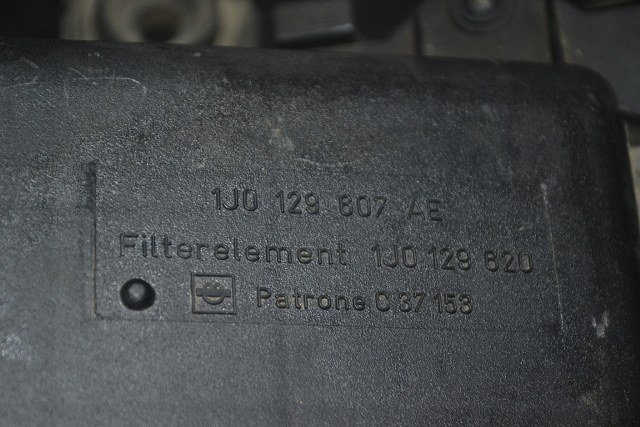 1J0 129 607 AE
Filterelement 1J0 129 620
Patrone C 37 153